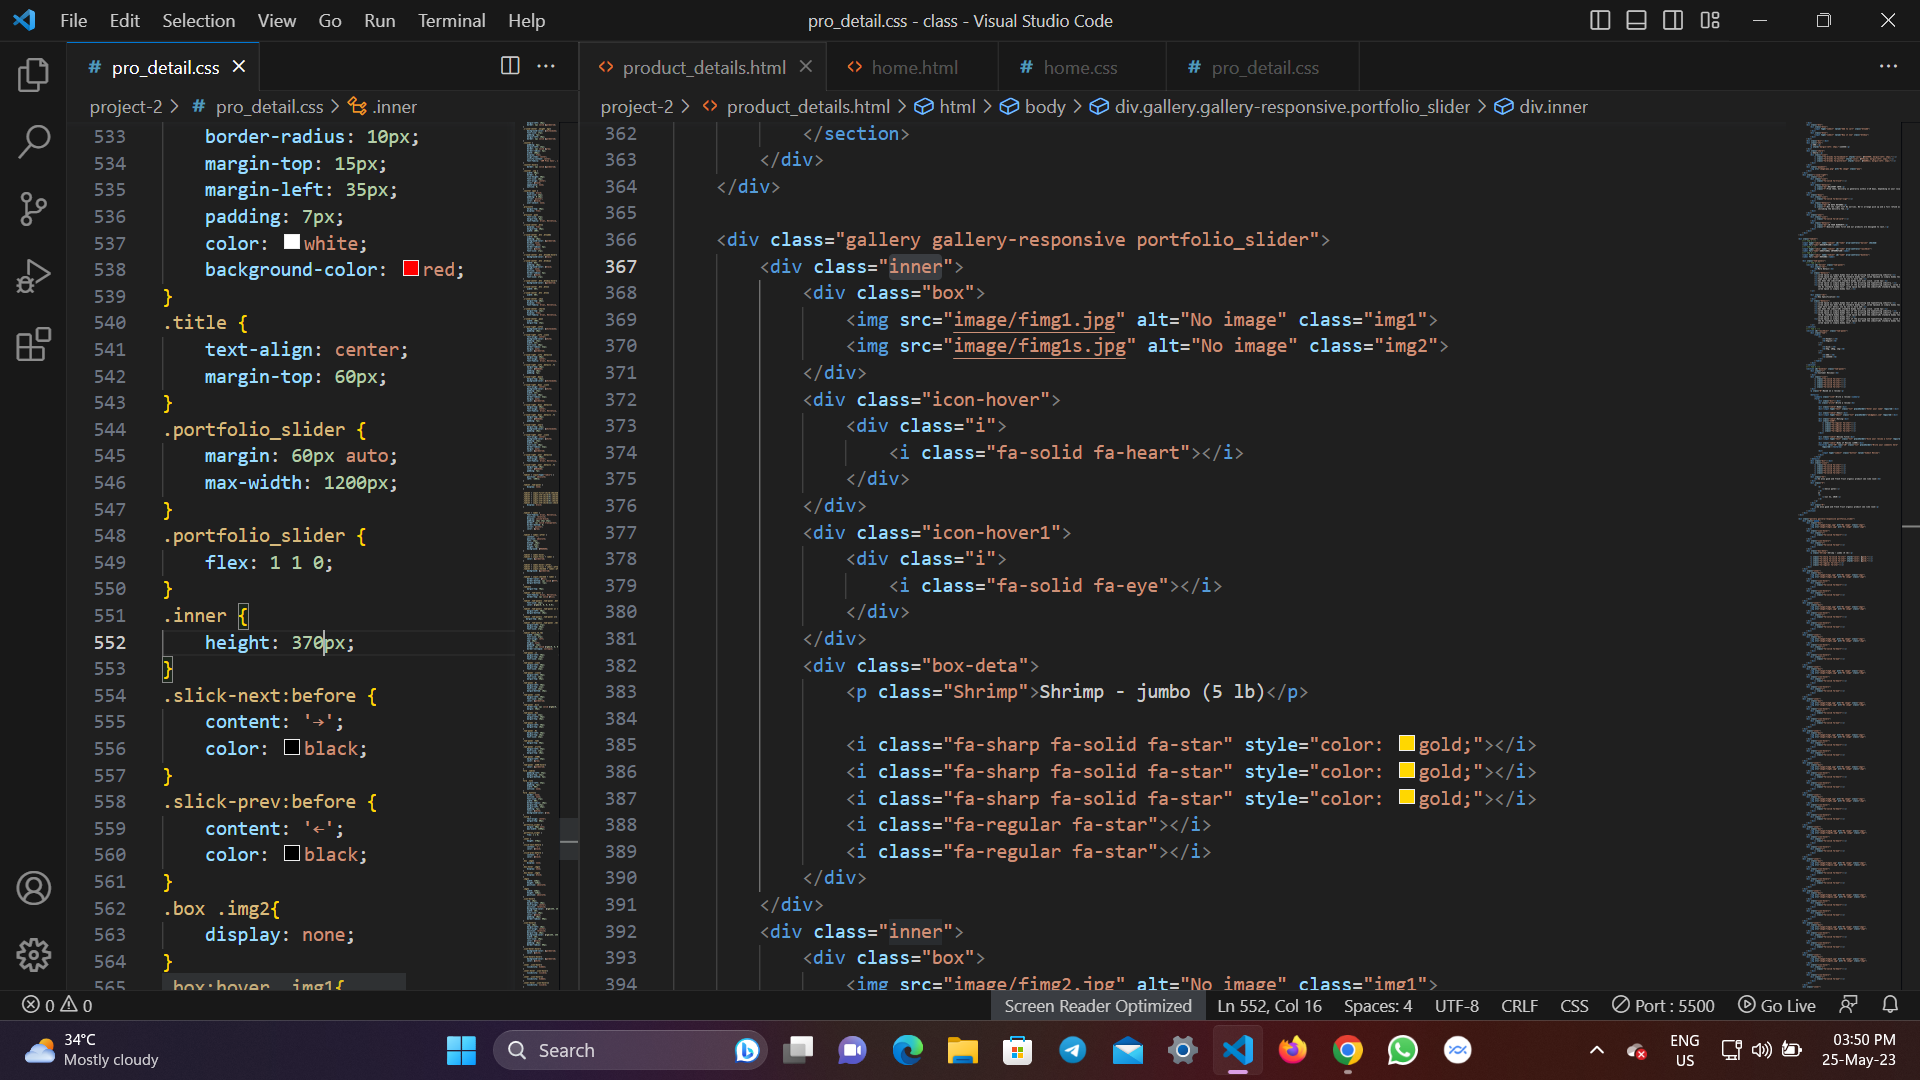 File Edit Selection View Go Run Terminal Help
pro_detail.css - class - Visual Studio Code
# pro_detail.css
<> product_details.html
<> home.html
# home.css
# pro_detail.css
project-2 > # pro_detail.css > .inner
533 border-radius: 10px;
534 margin-top: 15px;
535 margin-left: 35px;
536 padding: 7px;
537 color: white;
538 background-color: red;
539 }
540 .title {
541 text-align: center;
542 margin-top: 60px;
543 }
544 .portfolio_slider {
545 margin: 60px auto;
546 max-width: 1200px;
547 }
548 .portfolio_slider {
549 flex: 1 1 0;
550 }
551 .inner {
552 height: 370px;
553 }
554 .slick-next:before {
555 content: '→';
556 color: black;
557 }
558 .slick-prev:before {
559 content: '←';
560 color: black;
561 }
562 .box .img2{
563 display: none;
564 }
565 .box:hover .img1{
project-2 > <> product_details.html > html > body > div.gallery.gallery-responsive.portfolio_slider > div.inner
362 </section>
363 </div>
364 </div>
365
366 <div class="gallery gallery-responsive portfolio_slider">
367 <div class="inner">
368 <div class="box">
369 <img src="image/fimg1.jpg" alt="No image" class="img1">
370 <img src="image/fimg1s.jpg" alt="No image" class="img2">
371 </div>
372 <div class="icon-hover">
373 <div class="i">
374 <i class="fa-solid fa-heart"></i>
375 </div>
376 </div>
377 <div class="icon-hover1">
378 <div class="i">
379 <i class="fa-solid fa-eye"></i>
380 </div>
381 </div>
382 <div class="box-deta">
383 <p class="Shrimp">Shrimp - jumbo (5 lb)</p>
384
385 <i class="fa-sharp fa-solid fa-star" style="color: gold;"></i>
386 <i class="fa-sharp fa-solid fa-star" style="color: gold;"></i>
387 <i class="fa-sharp fa-solid fa-star" style="color: gold;"></i>
388 <i class="fa-regular fa-star"></i>
389 <i class="fa-regular fa-star"></i>
390 </div>
391 </div>
392 <div class="inner">
393 <div class="box">
394 <img src="image/fimg2.jpg" alt="No image" class="img1">
0 0
Screen Reader Optimized Ln 552, Col 16 Spaces: 4 UTF-8 CRLF CSS Port : 5500 Go Live
34°C
Mostly cloudy
Search
ENG
US
03:50 PM
25-May-23